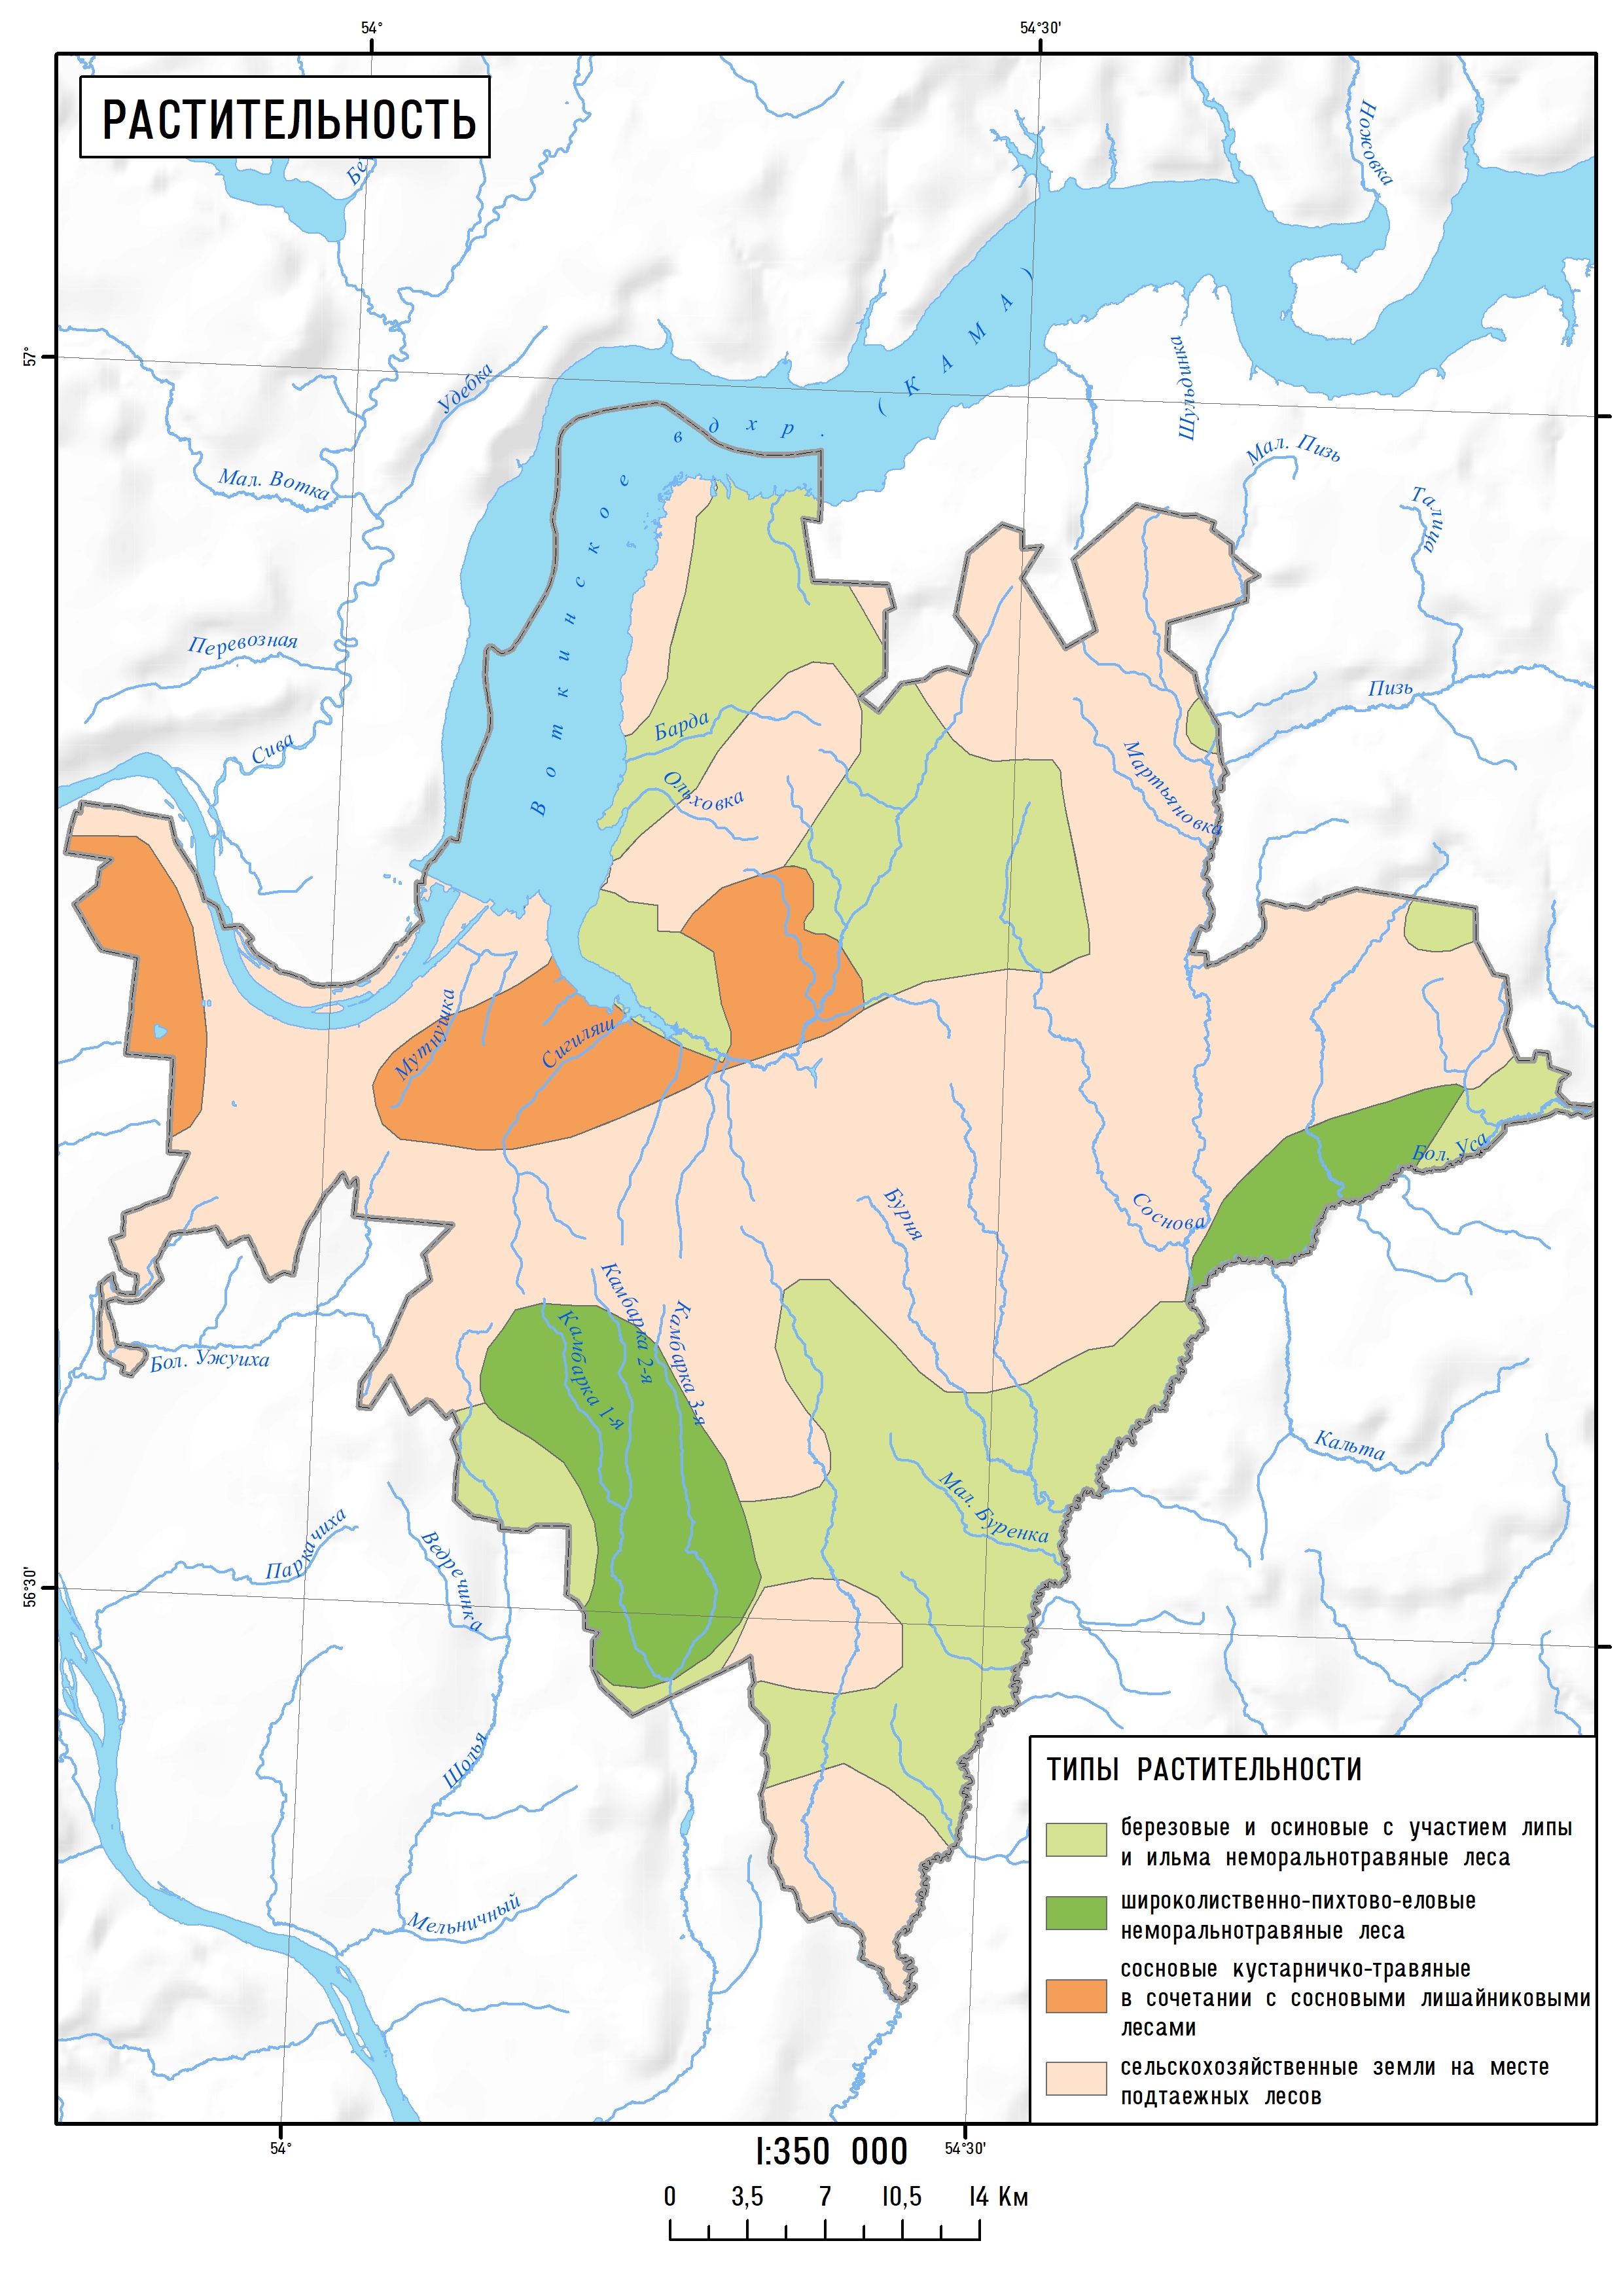 54°
54°30'
РАСТИТЕЛЬНОСТЬ
Ножовка
57°
(КАМА)
Удебка
вдхр.
Шульдинка
Мал. Пизь
Мал. Вотка
Талица
Воткинское
Перевозная
Пизь
Барда
Сива
Мартьяновка
Ольховка
Мутнушка
Сигиляш
Бол. Уса
Бурня
Соснова
Камбарка 2-я
Камбарка 3-я
Камбарка 1-я
Бол. Ужуиха
Кальта
Мал. Буренка
Паркачиха
Ведречинка
56°30'
Шолья
Мельничный
ТИПЫ РАСТИТЕЛЬНОСТИ
березовые и осиновые с участием липы
и ильма неморальнотравяные леса
широколиственно-пихтово-еловые
неморальнотравяные леса
сосновые кустарничко-травяные
в сочетании с сосновыми лишайниковыми
лесами
сельскохозяйственные земли на месте
подтаежных лесов
54°
54°30'
1:350 000
0 3,5 7 10,5 14 Км